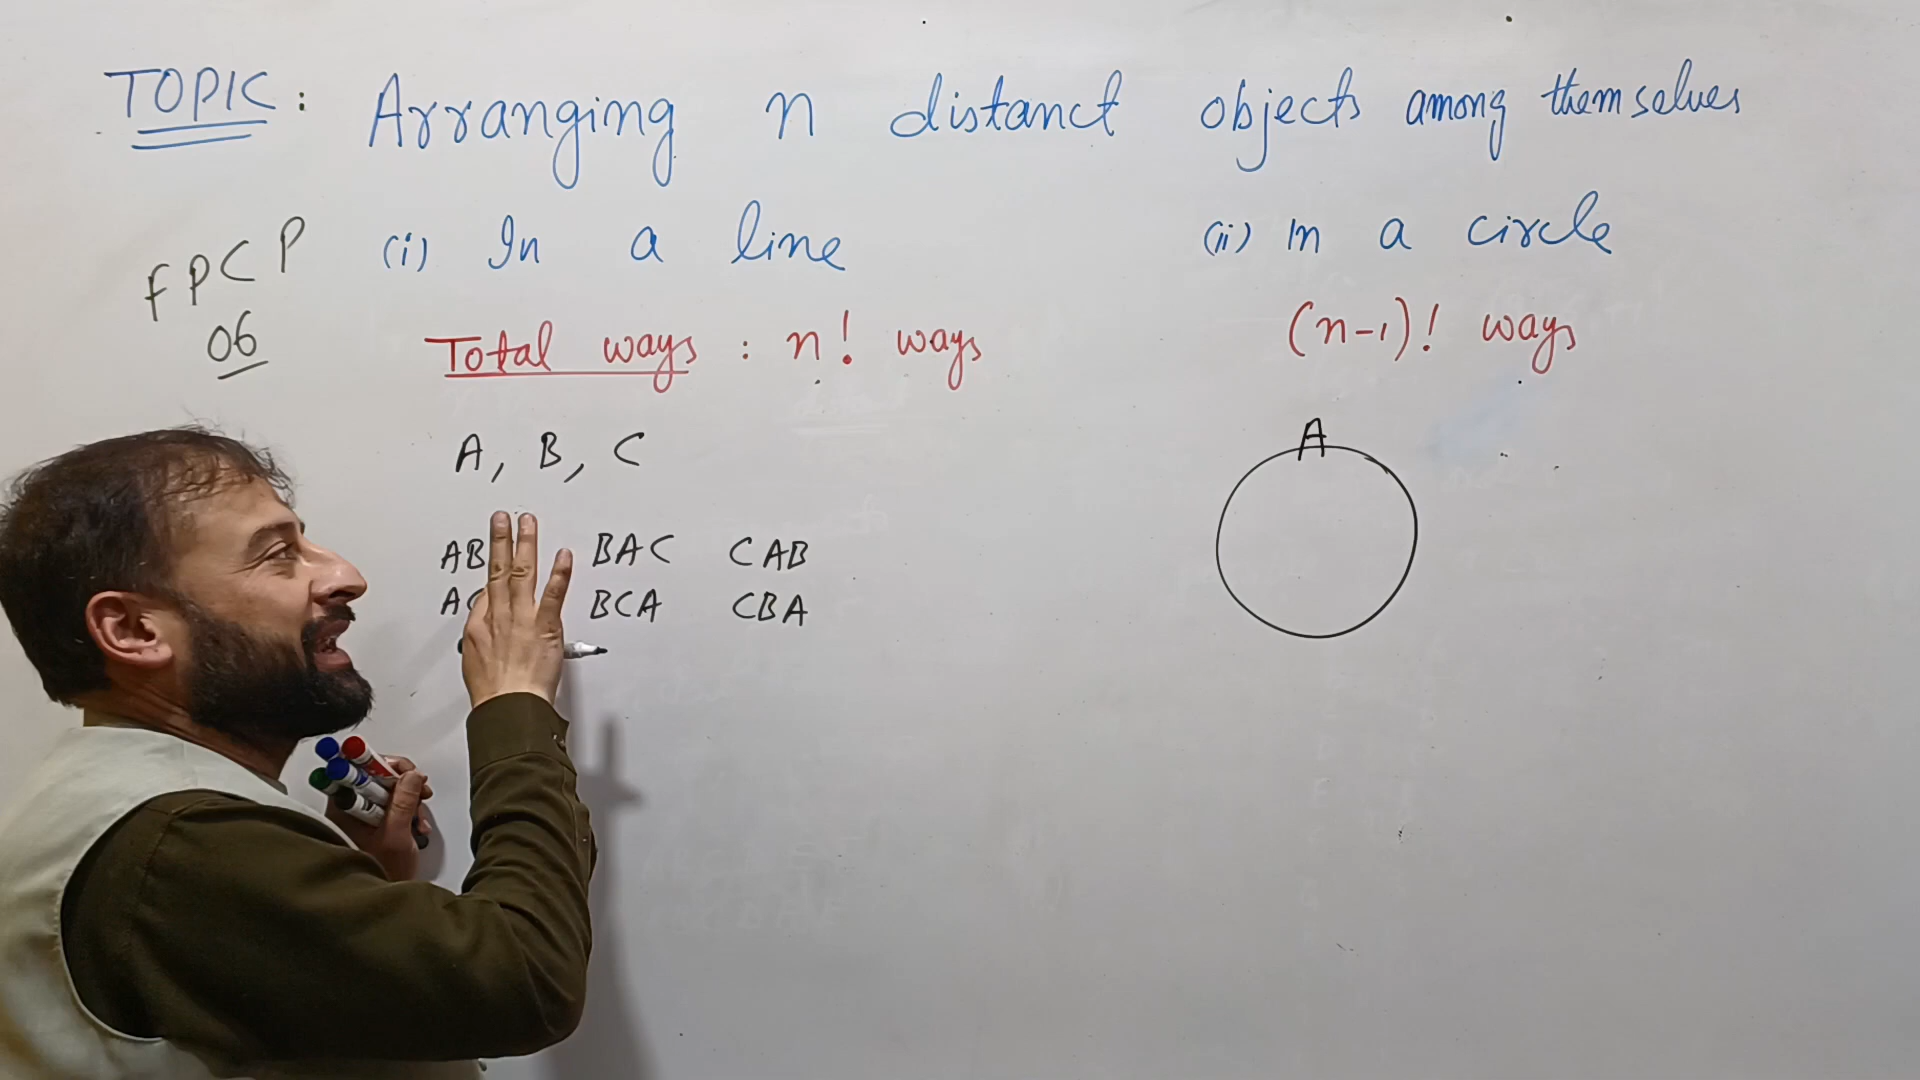 TOPIC: Arranging n distanct objects among themselves
(i) In a line
(ii) In a circle
FPCP
06
Total ways : n! ways
(n-1)! ways
A, B, C
A
AB BAC CAB
A BCA CBA